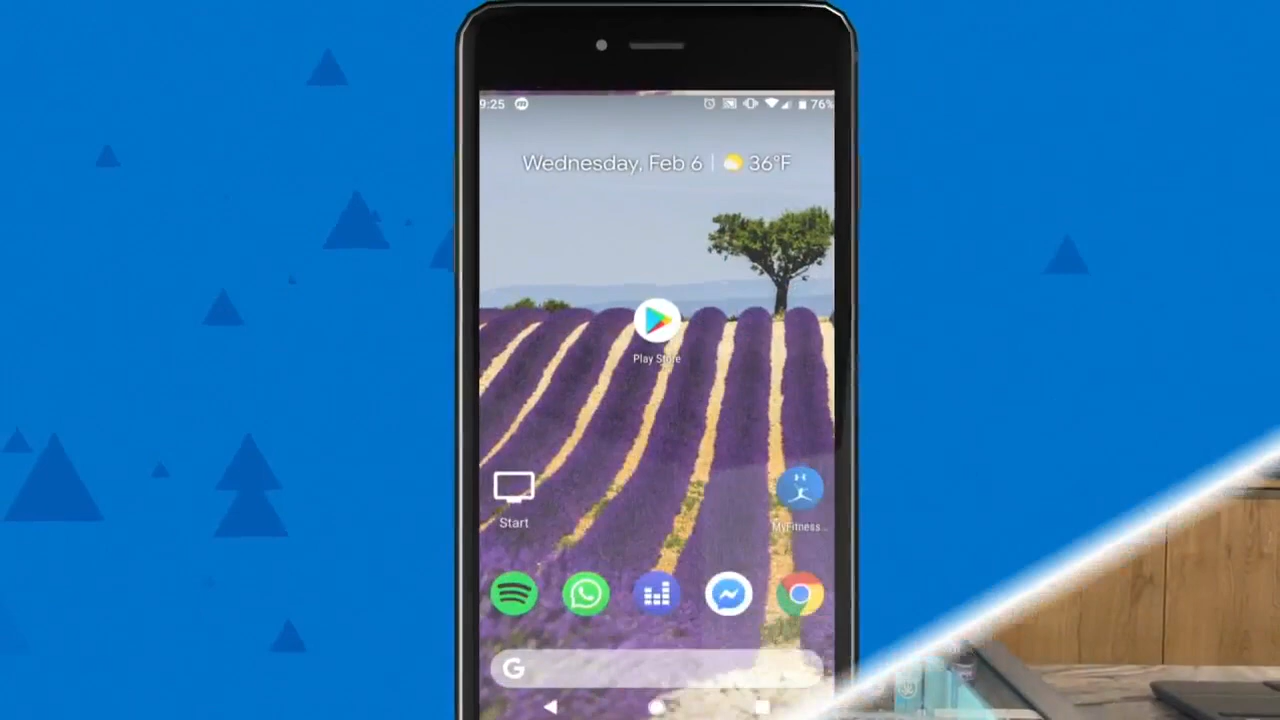 9:25 76%
Wednesday, Feb 6 | 36°F
Play Store
Start
MyFitness...
G